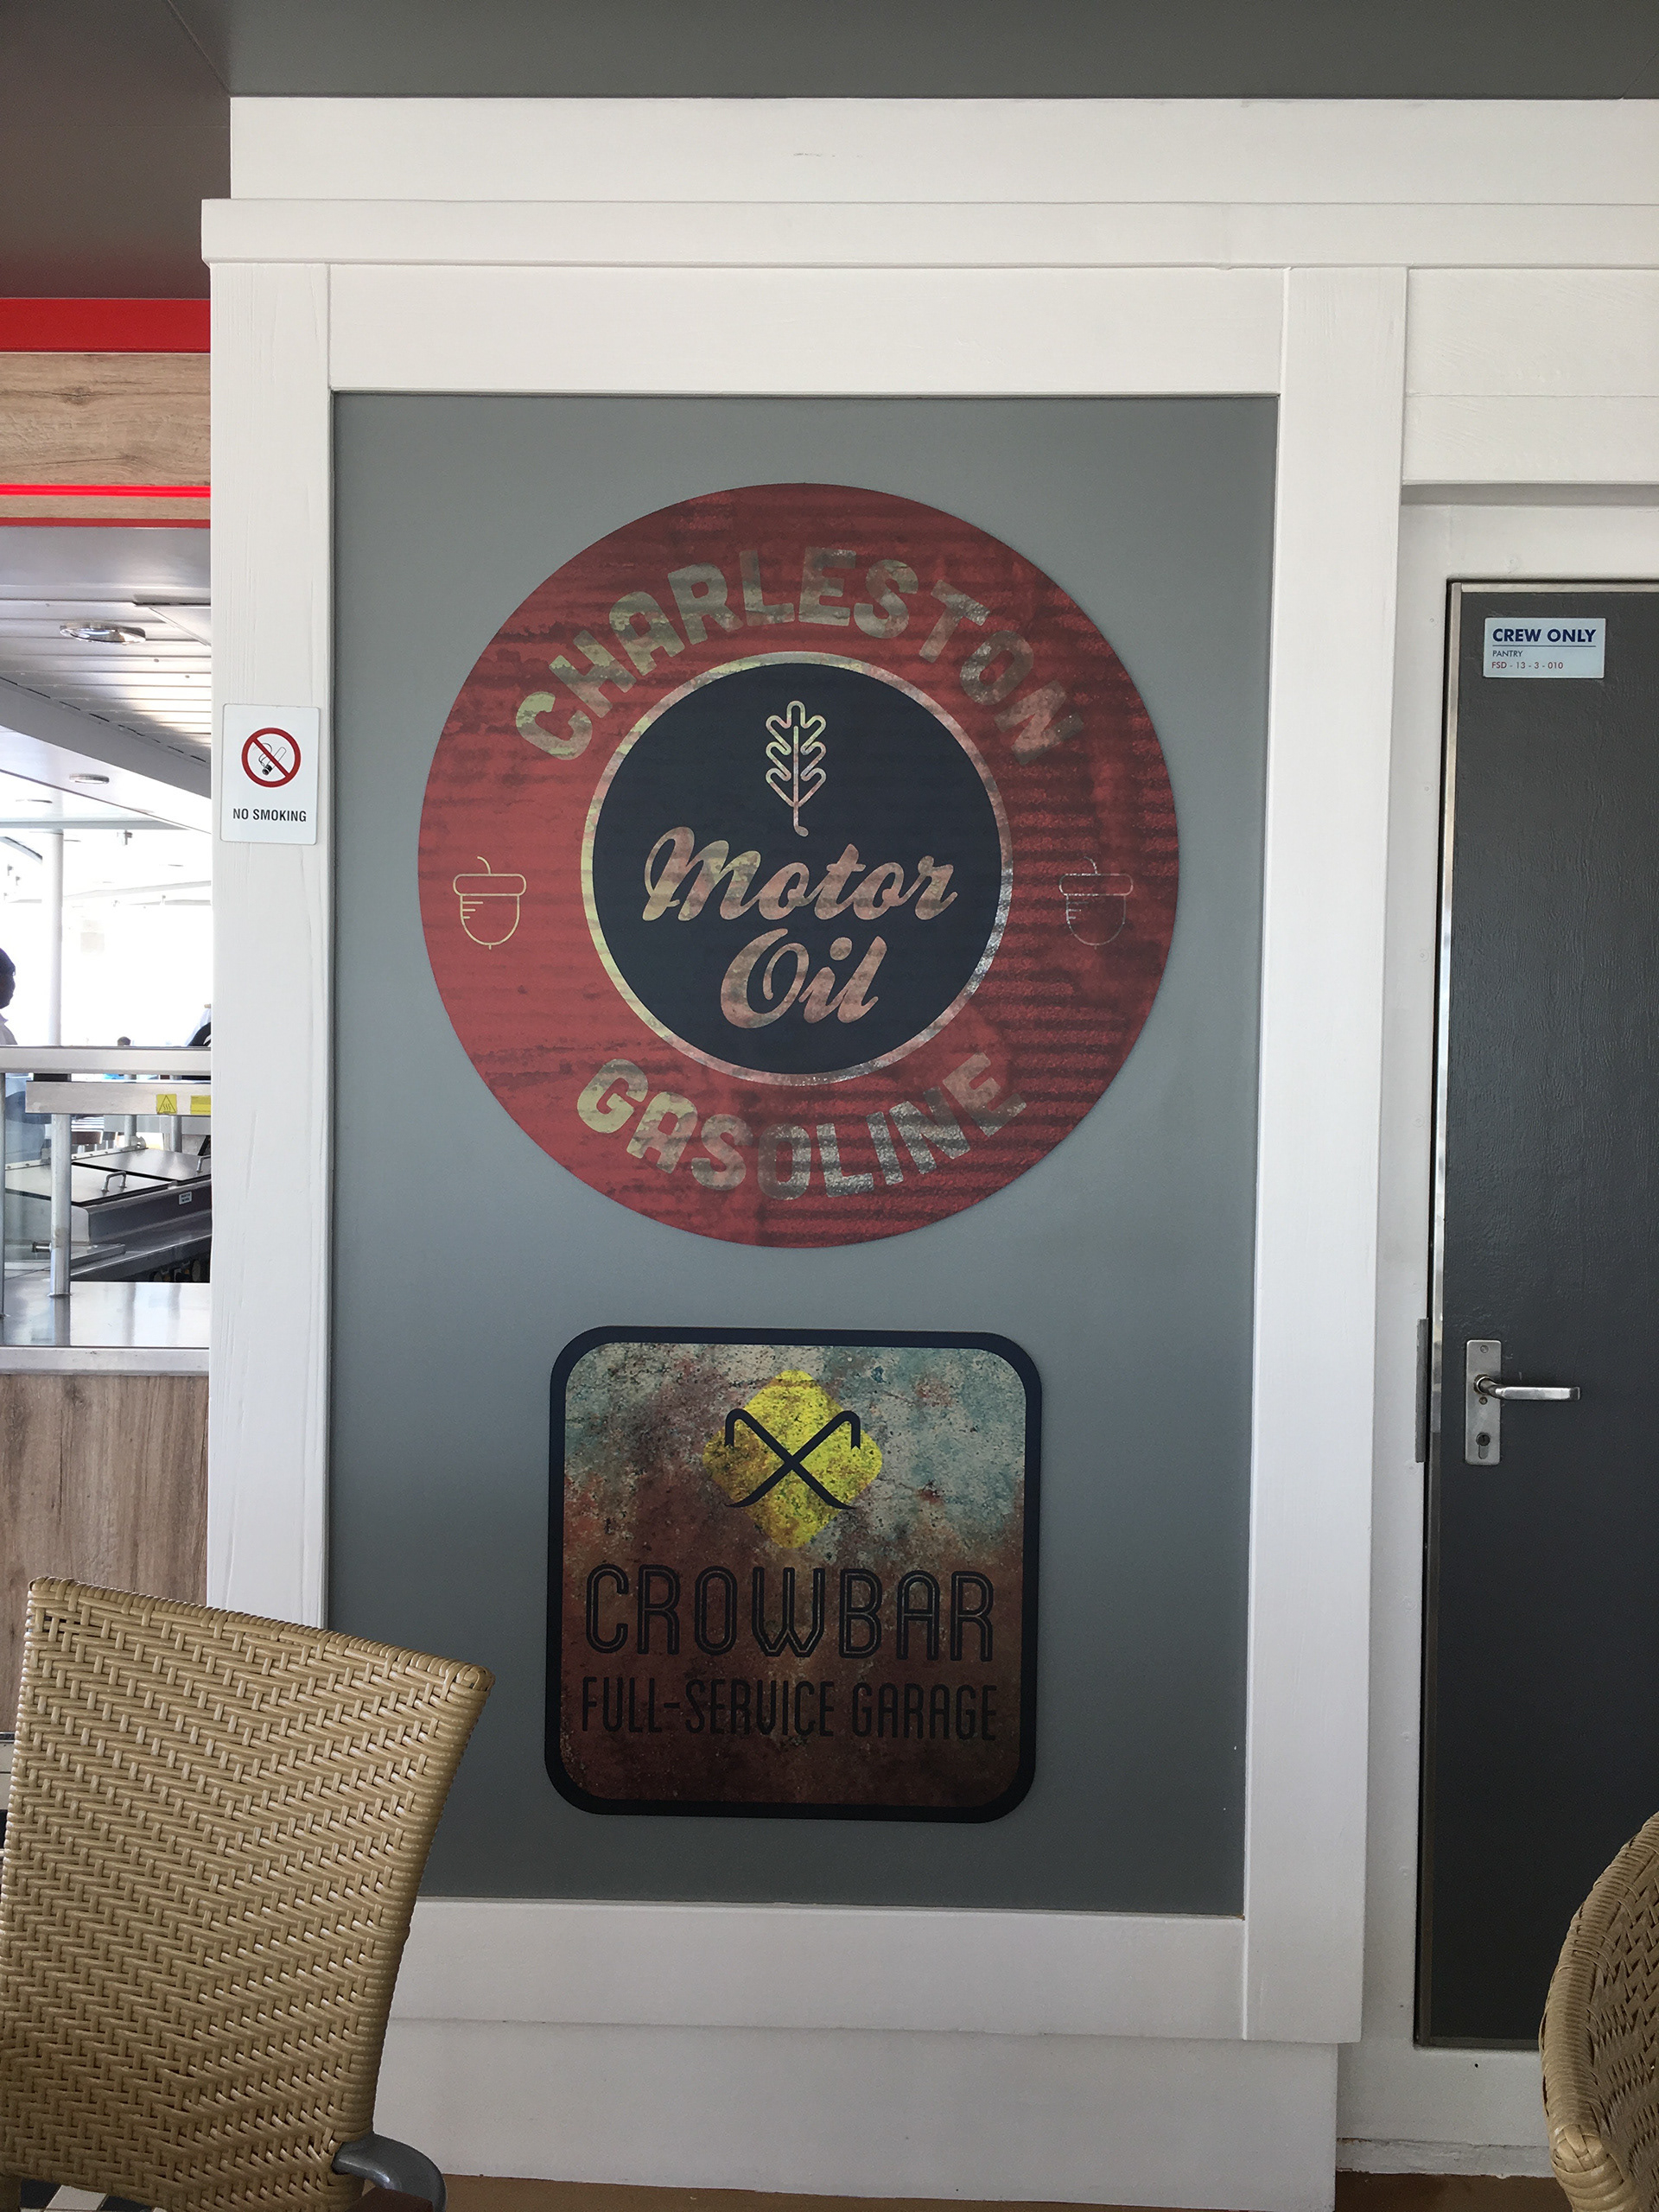 CHARLESTON
Motor
Oil
GASOLINE
CROWBAR
FULL-SERVICE GARAGE
NO SMOKING
CREW ONLY
PANTRY
FSD - 13 - 3 - 010